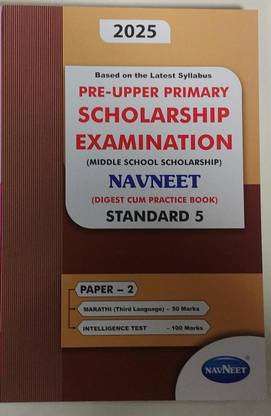 2025
Based on the Latest Syllabus
PRE-UPPER PRIMARY
SCHOLARSHIP
EXAMINATION
(MIDDLE SCHOOL SCHOLARSHIP)
NAVNEET
(DIGEST CUM PRACTICE BOOK)
STANDARD 5
PAPER – 2
MARATHI (Third Language) – 50 Marks
INTELLIGENCE TEST – 100 Marks
NAVNEET